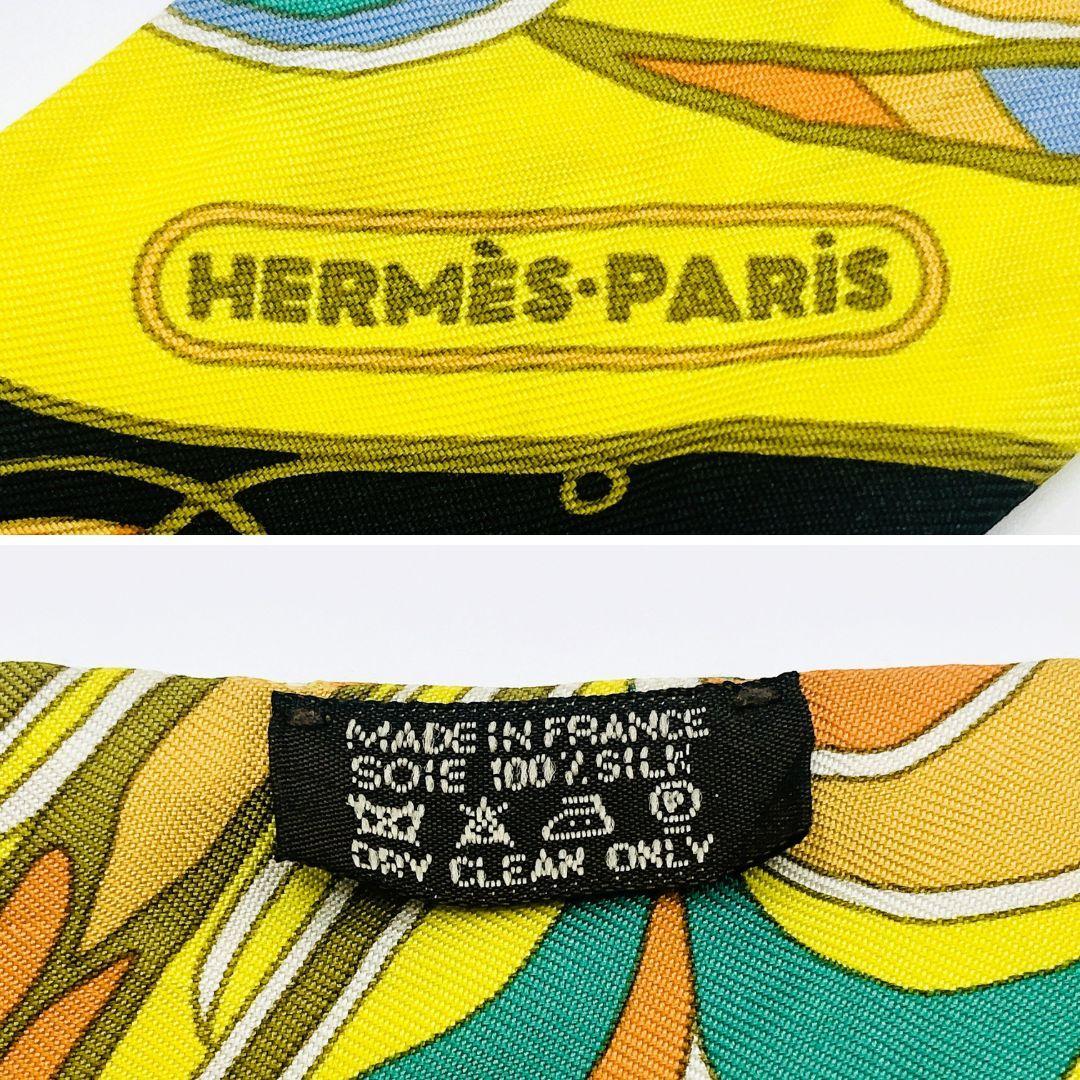 HERMÈS·PARiS
MADE IN FRANCE
SOIE 100% SILK
P
DRY CLEAN ONLY